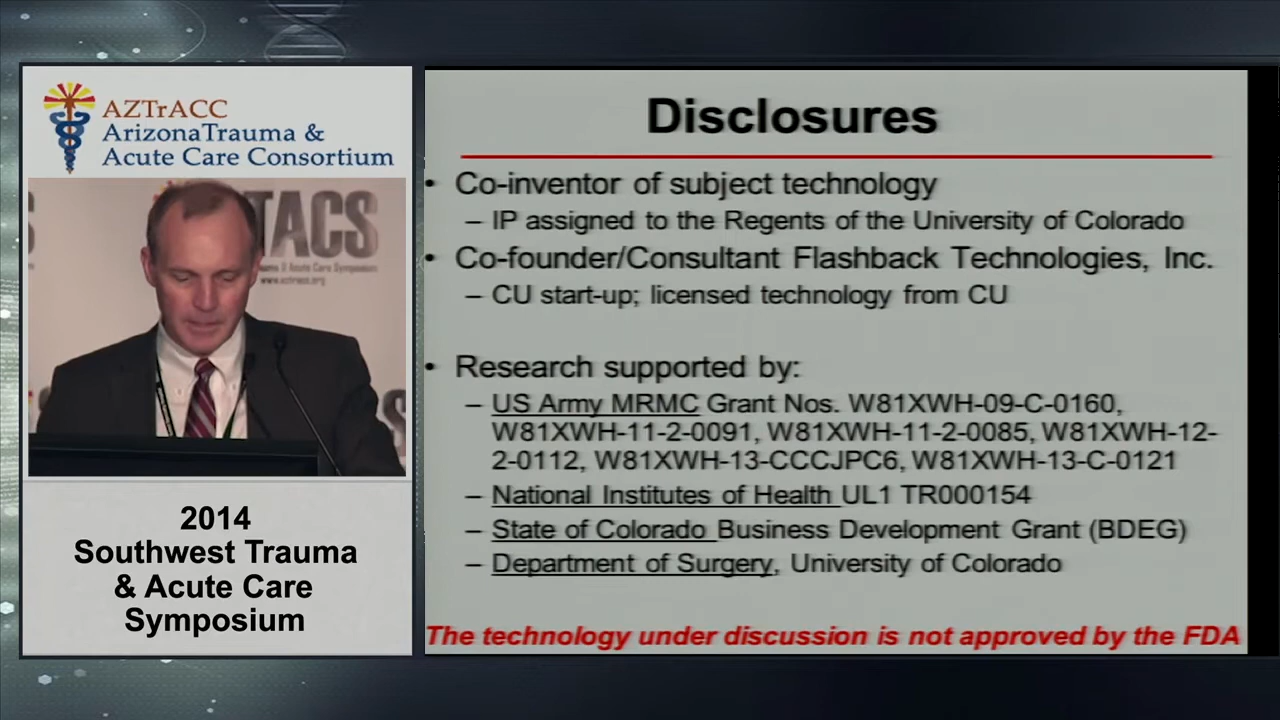 AZTrACC
ArizonaTrauma &
Acute Care Consortium
TACS
www.aztracc.org
2014
Southwest Trauma
& Acute Care
Symposium
Disclosures
• Co-inventor of subject technology
– IP assigned to the Regents of the University of Colorado
• Co-founder/Consultant Flashback Technologies, Inc.
– CU start-up; licensed technology from CU
• Research supported by:
– US Army MRMC Grant Nos. W81XWH-09-C-0160,
W81XWH-11-2-0091, W81XWH-11-2-0085, W81XWH-12-
2-0112, W81XWH-13-CCCJPC6, W81XWH-13-C-0121
– National Institutes of Health UL1 TR000154
– State of Colorado Business Development Grant (BDEG)
– Department of Surgery, University of Colorado
The technology under discussion is not approved by the FDA